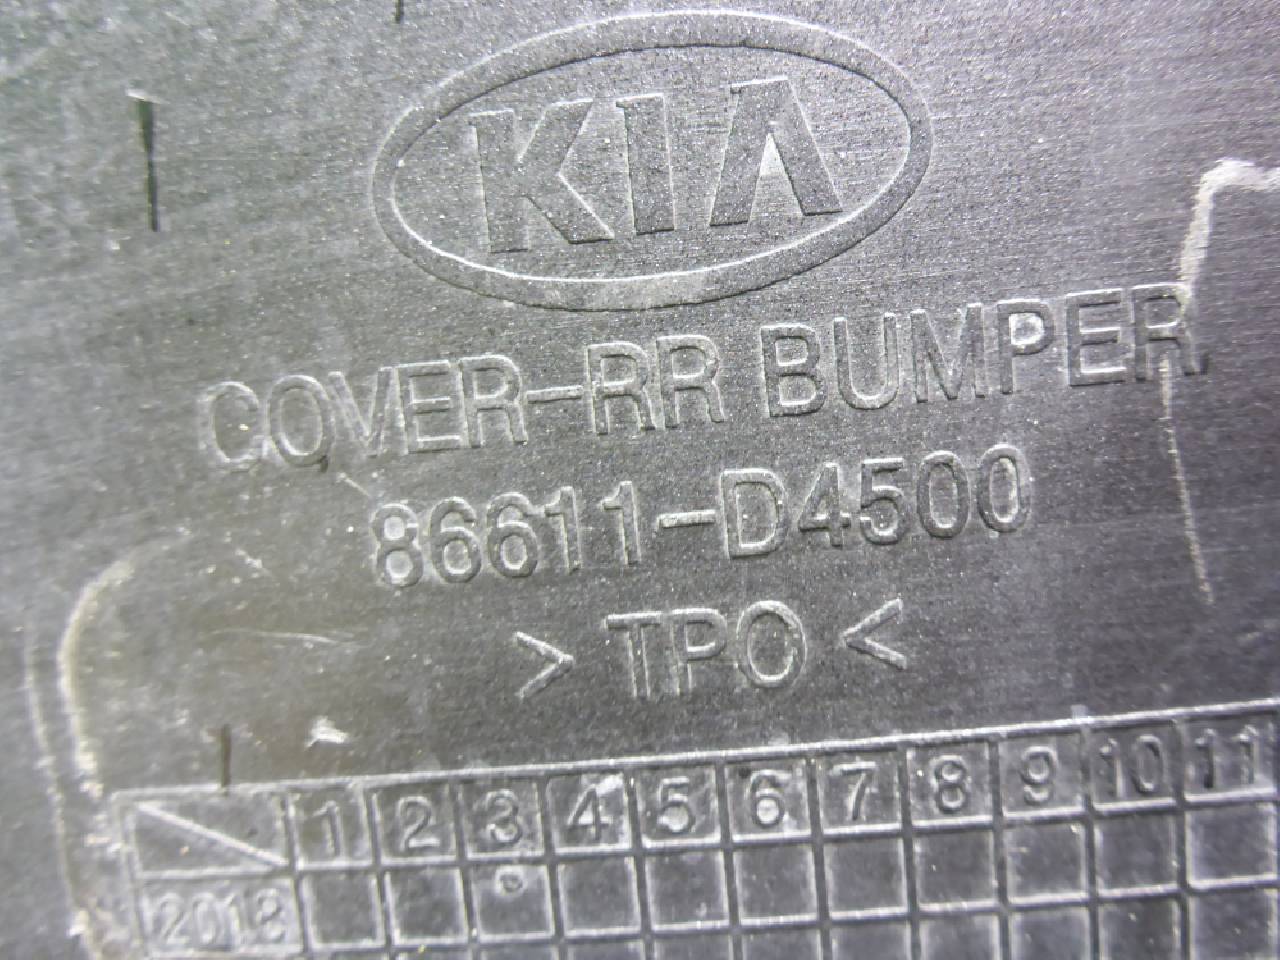 KIA
COVER-RR BUMPER
86611-D4500
> TPO <
1 2 3 4 5 6 7 8 9 10 11
2018